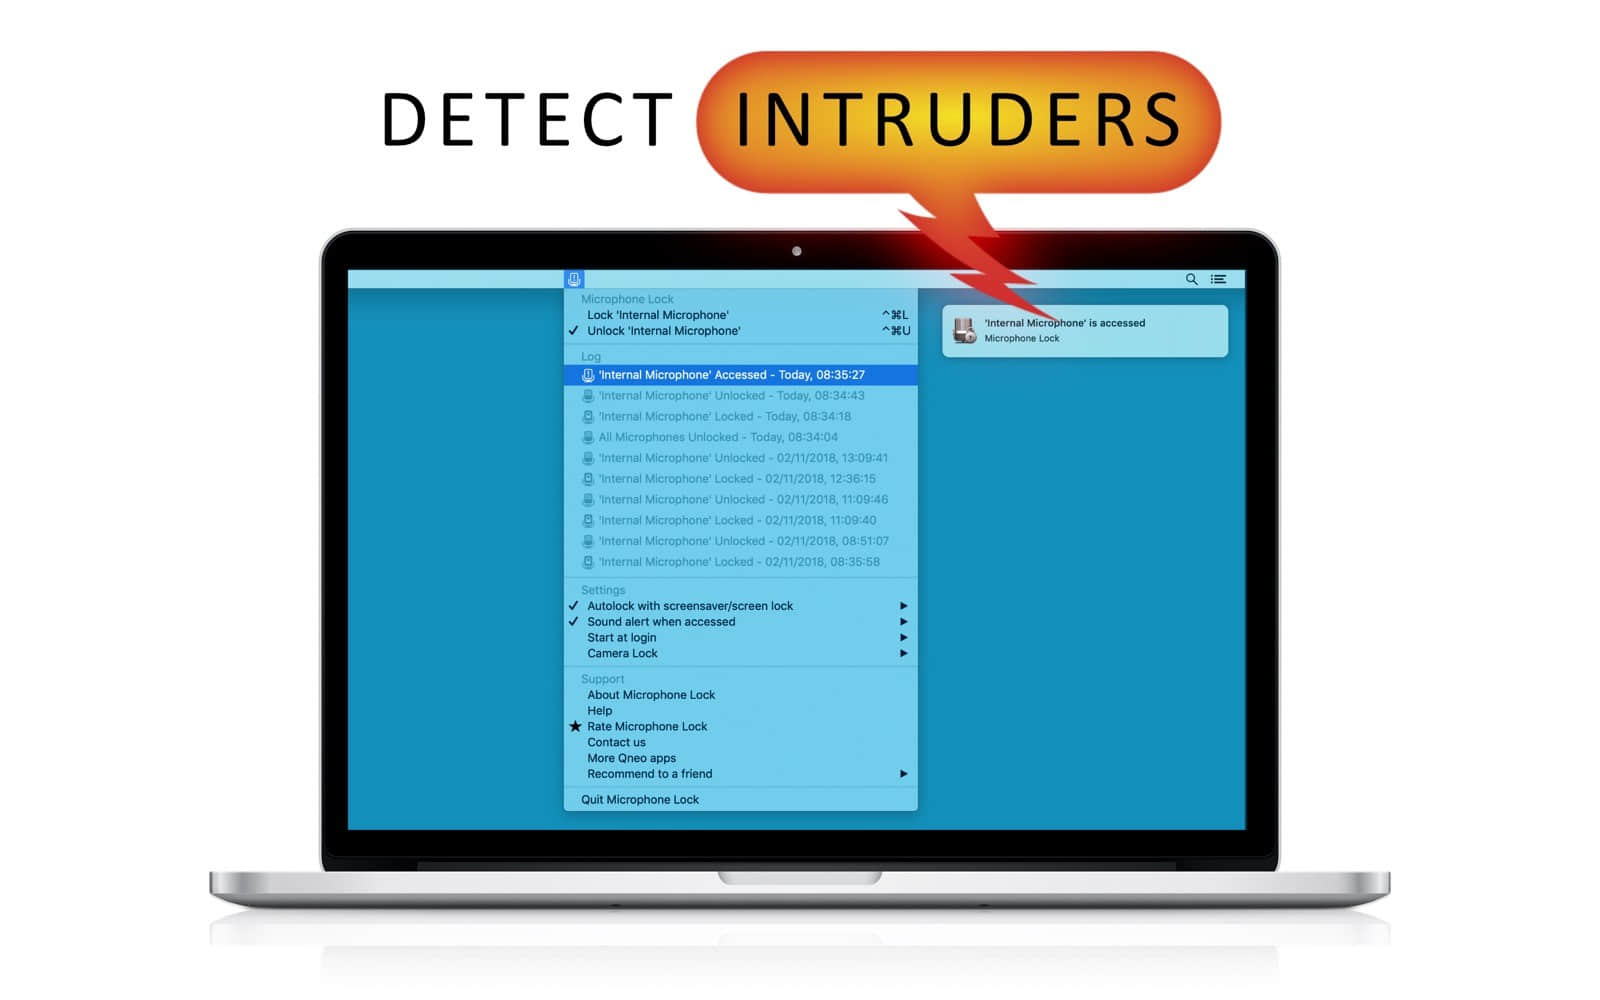 DETECT INTRUDERS
Microphone Lock
Lock 'Internal Microphone' ^⌘L
✓ Unlock 'Internal Microphone' ^⌘U
Log
'Internal Microphone' Accessed - Today, 08:35:27
'Internal Microphone' Unlocked - Today, 08:34:43
'Internal Microphone' Locked - Today, 08:34:18
All Microphones Unlocked - Today, 08:34:04
'Internal Microphone' Unlocked - 02/11/2018, 13:09:41
'Internal Microphone' Locked - 02/11/2018, 12:36:15
'Internal Microphone' Unlocked - 02/11/2018, 11:09:46
'Internal Microphone' Locked - 02/11/2018, 11:09:40
'Internal Microphone' Unlocked - 02/11/2018, 08:51:07
'Internal Microphone' Locked - 02/11/2018, 08:35:58
Settings
✓ Autolock with screensaver/screen lock ▶
✓ Sound alert when accessed ▶
Start at login ▶
Camera Lock ▶
Support
About Microphone Lock
Help
★ Rate Microphone Lock
Contact us
More Qneo apps
Recommend to a friend ▶
Quit Microphone Lock
'Internal Microphone' is accessed
Microphone Lock